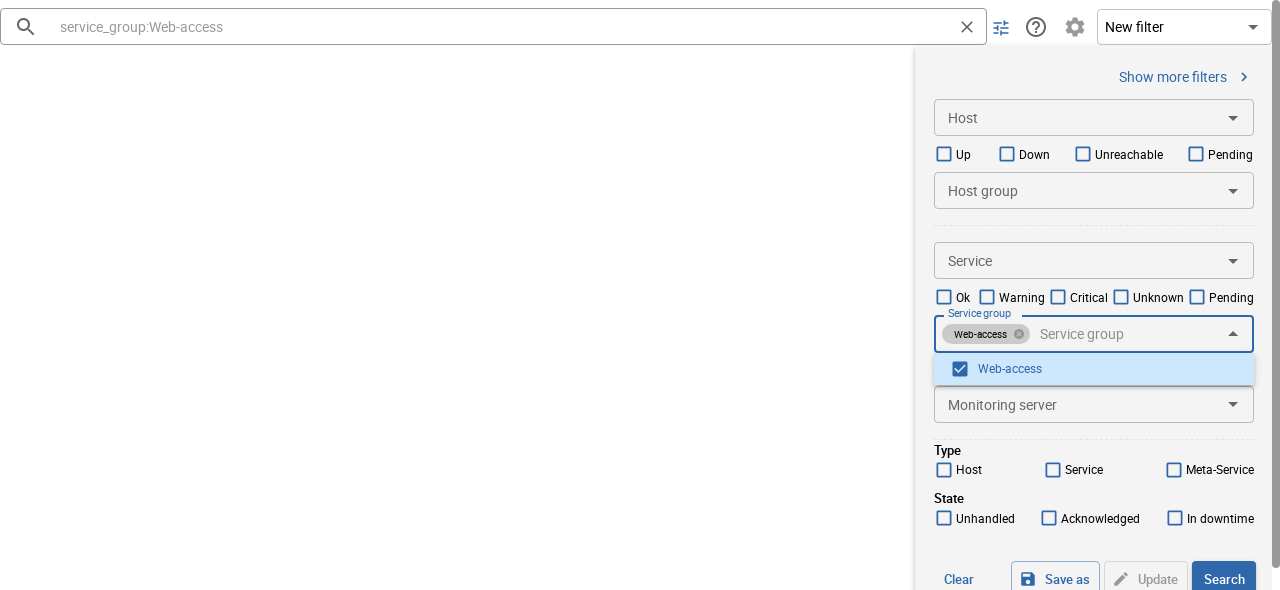 service_group:Web-access
New filter
Show more filters
Host
Up Down Unreachable Pending
Host group
Service
Ok Warning Critical Unknown Pending
Service group
Web-access Service group
Web-access
Monitoring server
Type
Host Service Meta-Service
State
Unhandled Acknowledged In downtime
Clear Save as Update Search